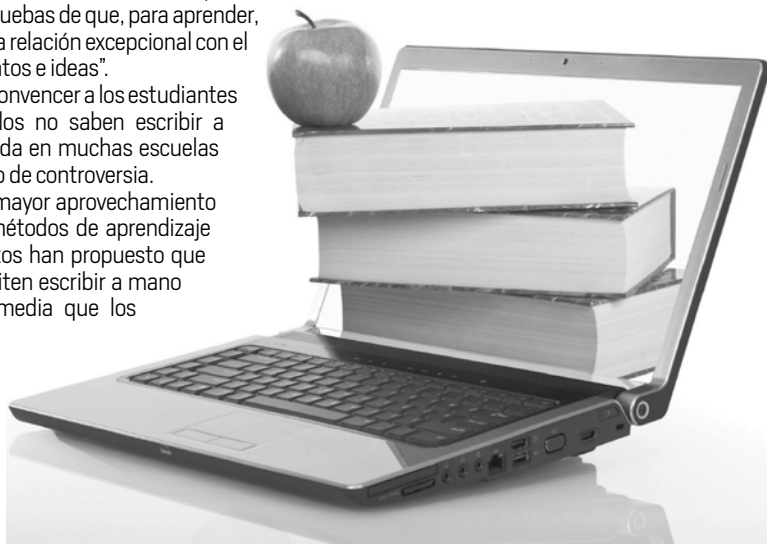 uebas de que, para aprender,
a relación excepcional con el
atos e ideas”.
onvencer a los estudiantes
los no saben escribir a
da en muchas escuelas
o de controversia.
mayor aprovechamiento
métodos de aprendizaje
tos han propuesto que
iten escribir a mano
media que los